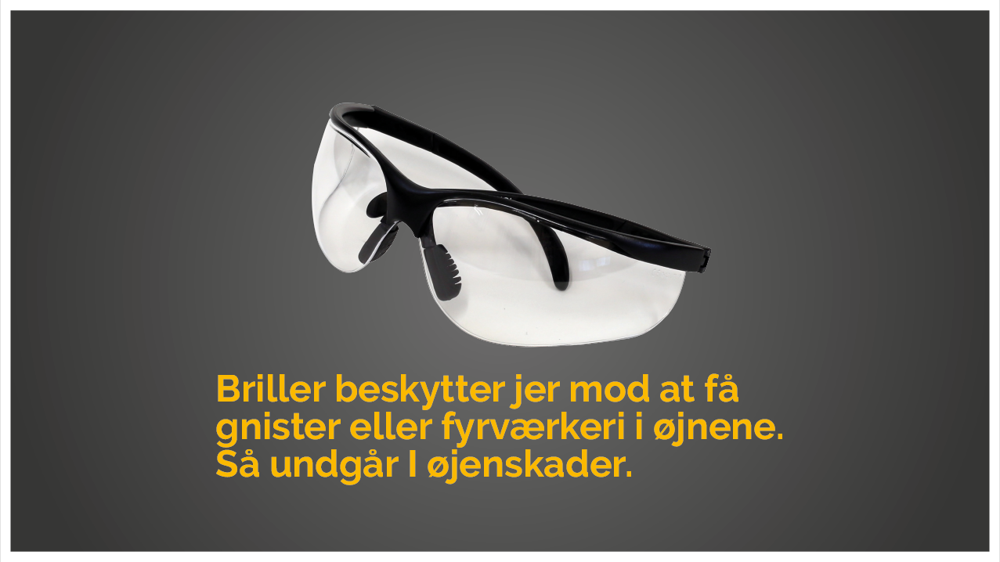 Briller beskytter jer mod at få
gnister eller fyrværkeri i øjnene.
Så undgår I øjenskader.